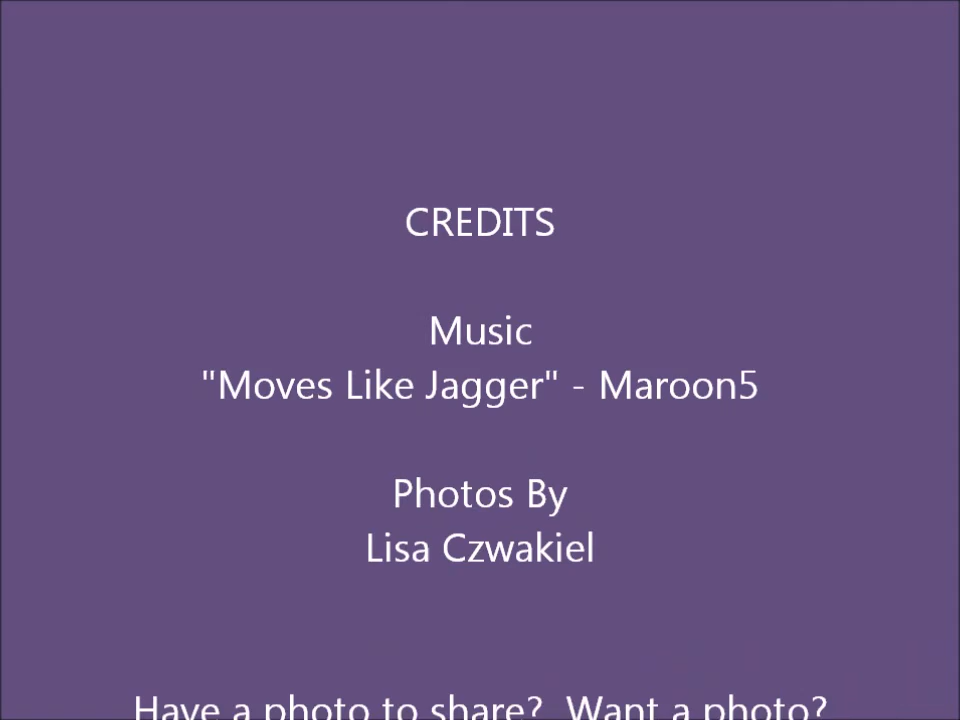 CREDITS
Music
"Moves Like Jagger" - Maroon5
Photos By
Lisa Czwakiel
Have a photo to share?  Want a photo?